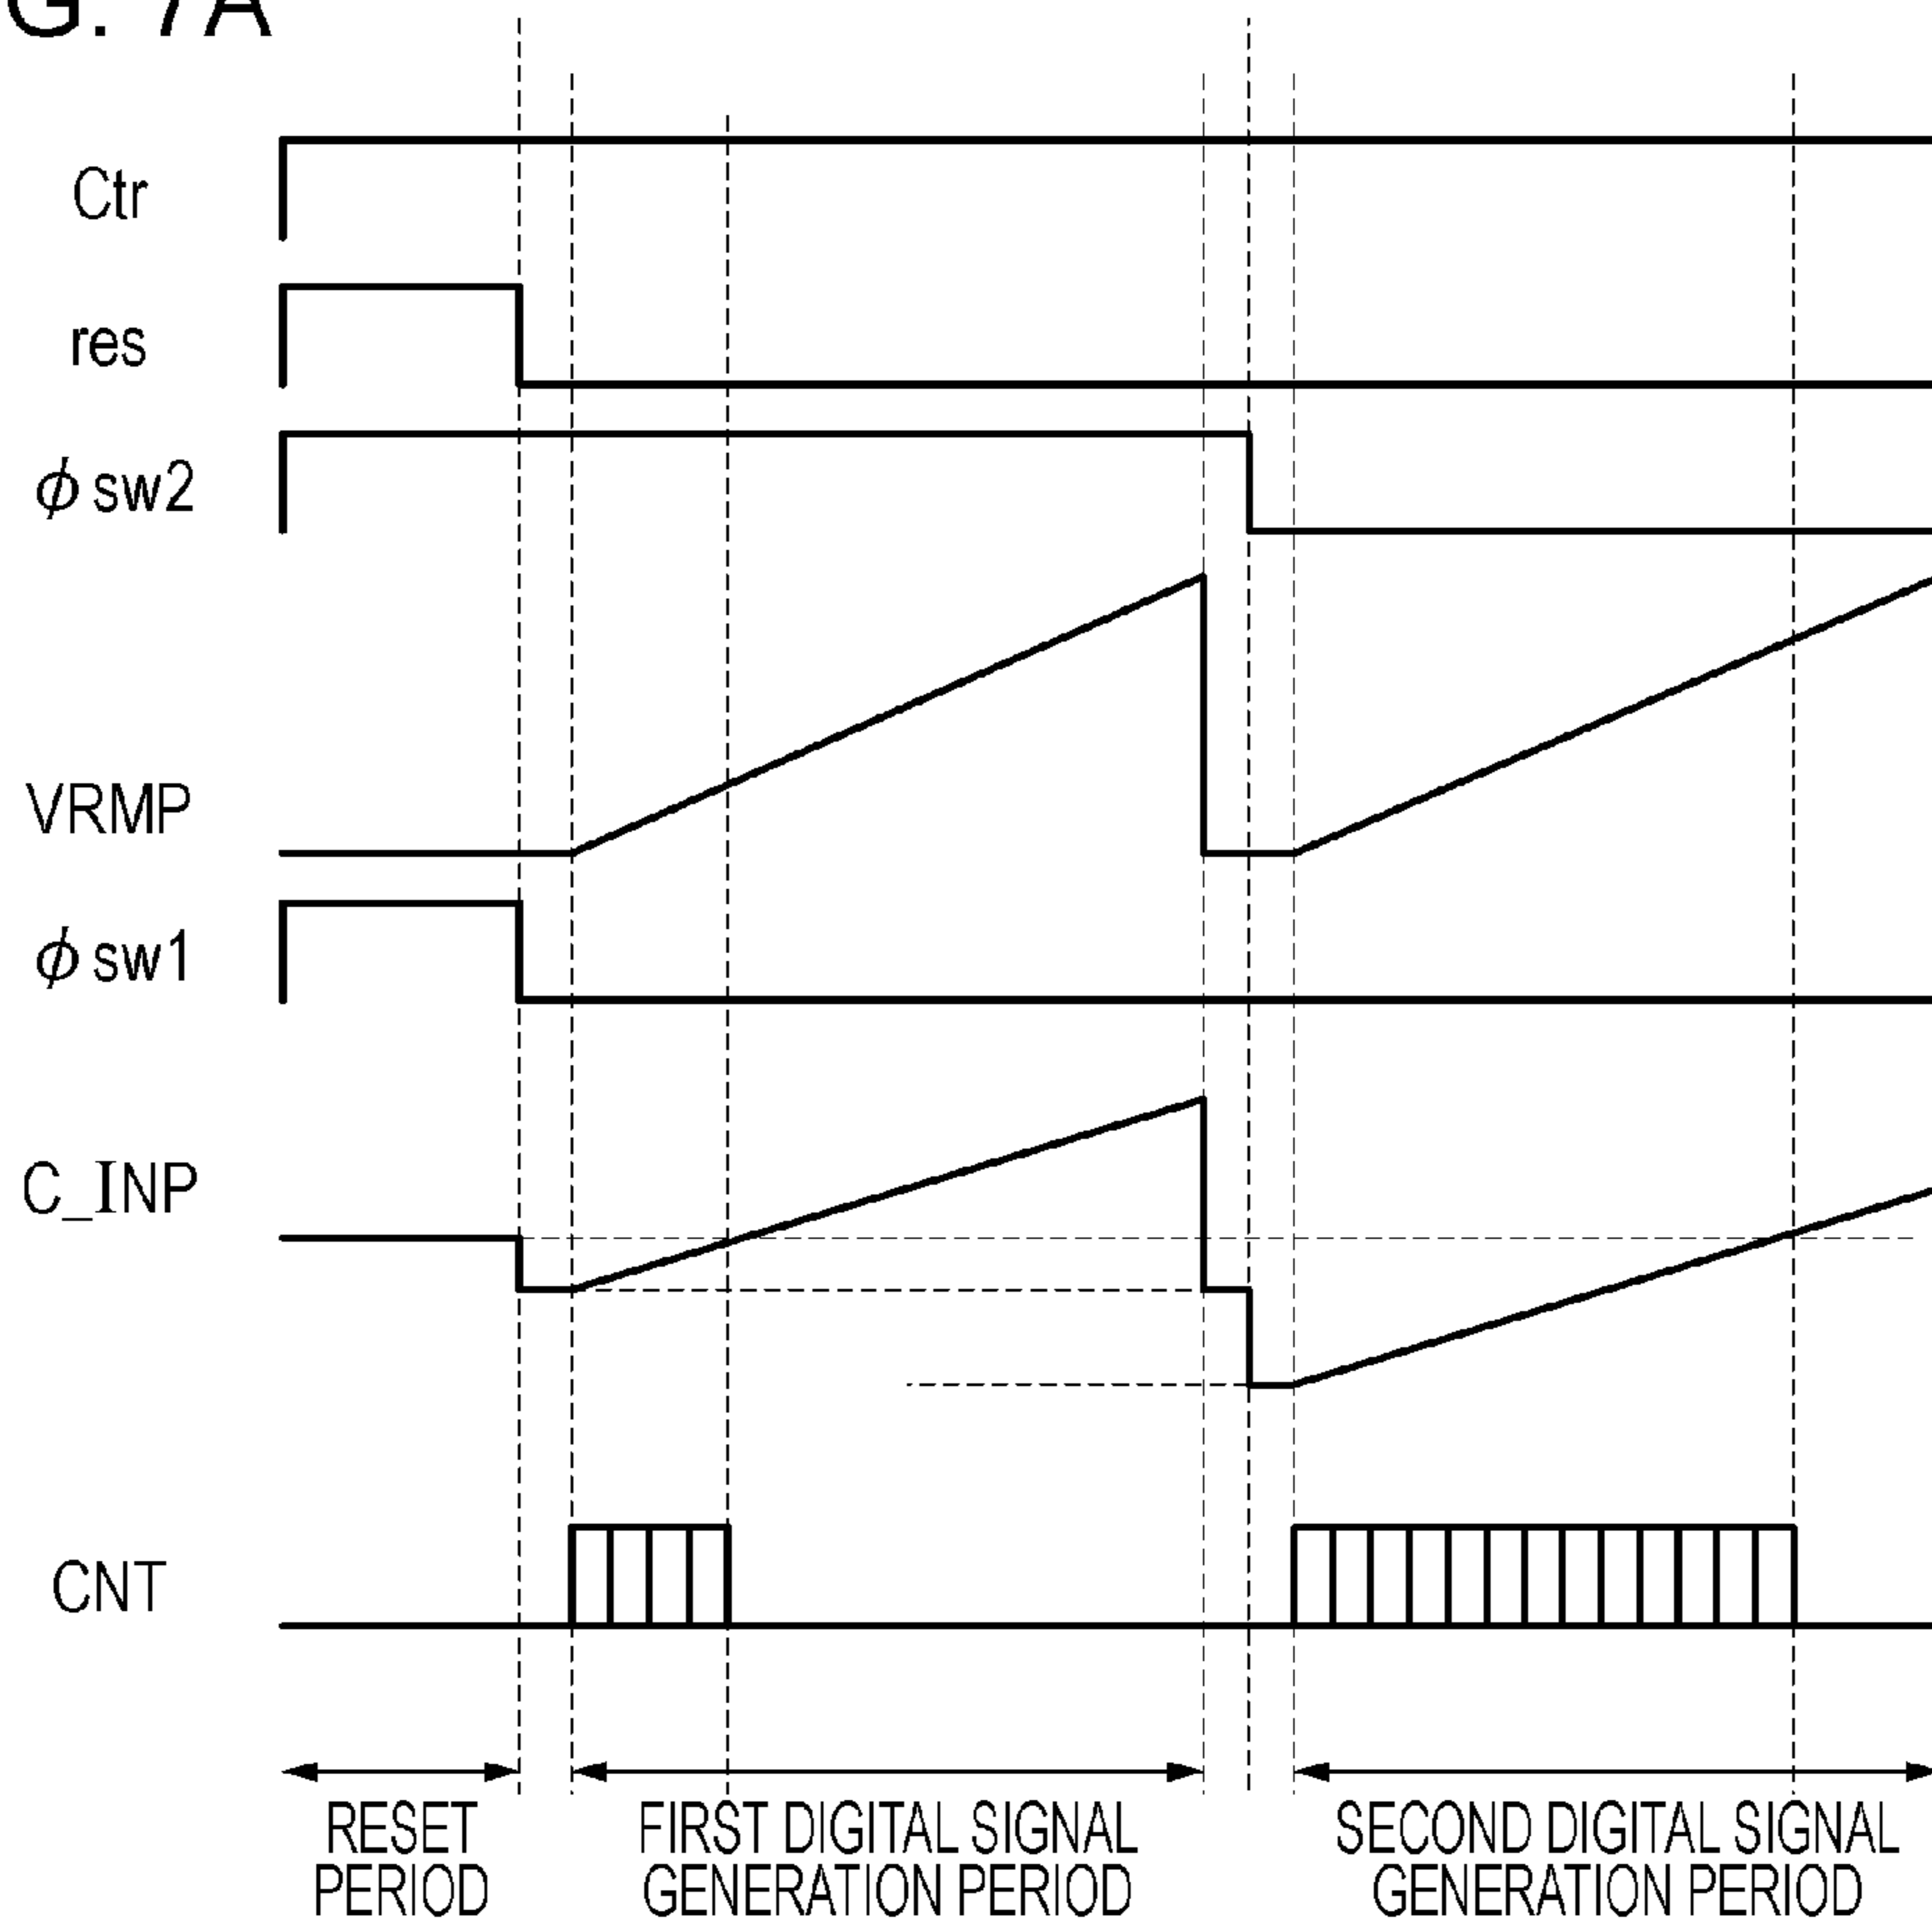 G. 7A
Ctr
res
ϕ sw2
VRMP
ϕ sw1
C_INP
CNT
RESET
PERIOD
FIRST DIGITAL SIGNAL
GENERATION PERIOD
SECOND DIGITAL SIGNAL
GENERATION PERIOD